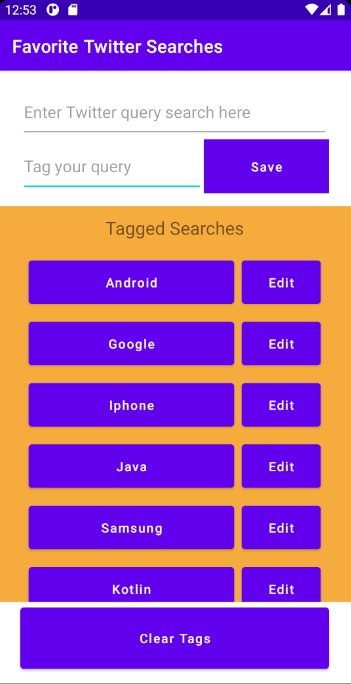 12:53
Favorite Twitter Searches
Enter Twitter query search here
Tag your query
Save
Tagged Searches
Android Edit
Google Edit
Iphone Edit
Java Edit
Samsung Edit
Kotlin Edit
Clear Tags